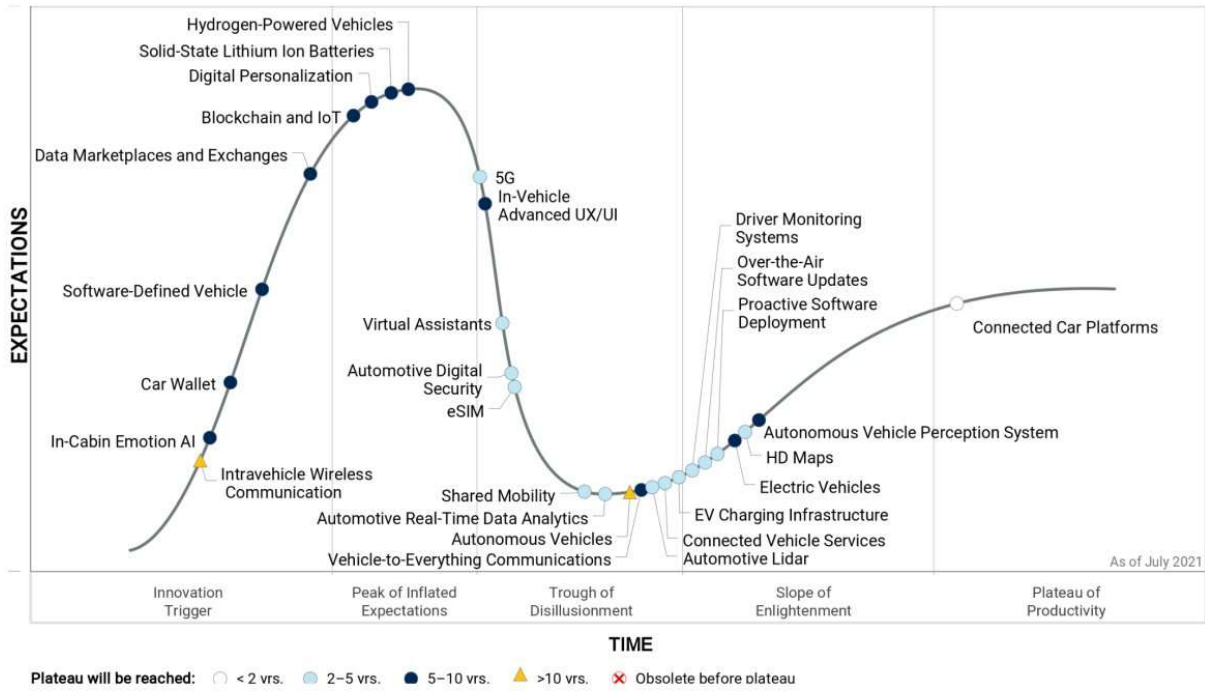 Hydrogen-Powered Vehicles
Solid-State Lithium Ion Batteries
Digital Personalization
Blockchain and IoT
Data Marketplaces and Exchanges
5G
In-Vehicle
Advanced UX/UI
Driver Monitoring
Systems
Over-the-Air
Software Updates
Proactive Software
Deployment
Software-Defined Vehicle
Virtual Assistants
Connected Car Platforms
Car Wallet
Automotive Digital
Security
eSIM
In-Cabin Emotion AI
Intravehicle Wireless
Communication
Autonomous Vehicle Perception System
HD Maps
Electric Vehicles
Shared Mobility
Automotive Real-Time Data Analytics
Autonomous Vehicles
Vehicle-to-Everything Communications
EV Charging Infrastructure
Connected Vehicle Services
Automotive Lidar
EXPECTATIONS
As of July 2021
Innovation
Trigger
Peak of Inflated
Expectations
Trough of
Disillusionment
Slope of
Enlightenment
Plateau of
Productivity
TIME
Plateau will be reached: < 2 yrs. 2–5 yrs. 5–10 yrs. >10 yrs. Obsolete before plateau